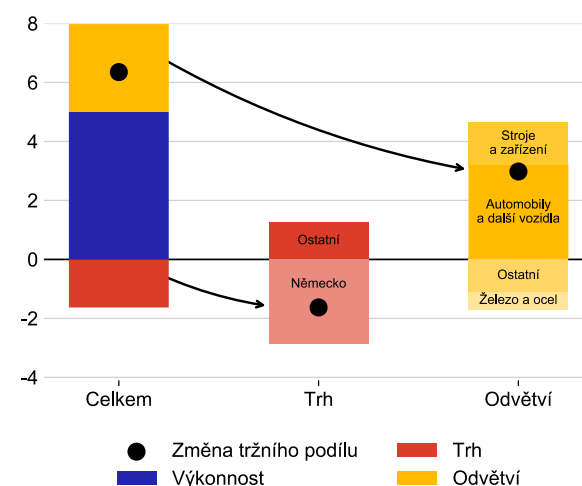 8
6
4
2
0
-2
-4
Stroje
a zařízení
Automobily
a další vozidla
Ostatní
Německo
Ostatní
Železo a ocel
Celkem
Trh
Odvětví
Změna tržního podílu
Trh
Výkonnost
Odvětví